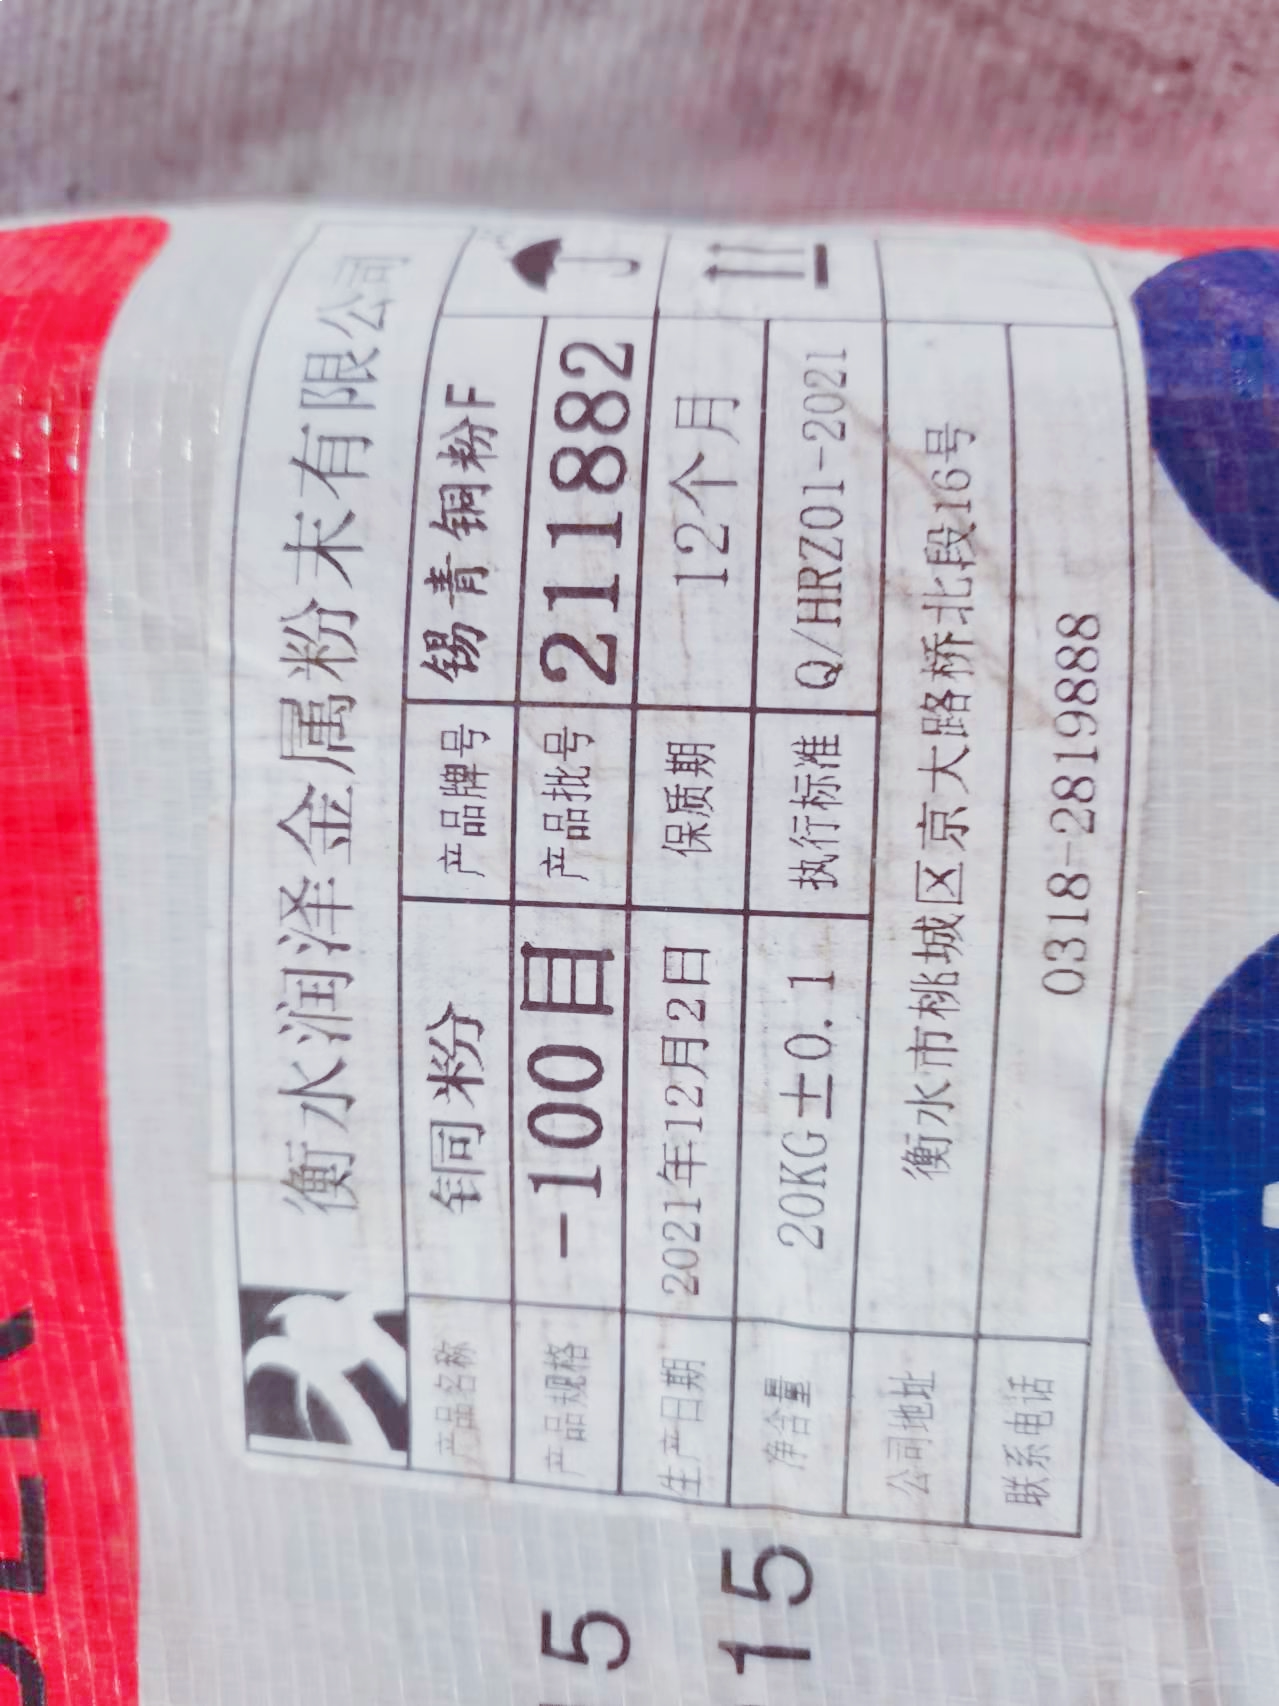 衡水润泽金属粉末有限公司
产品名称 铜粉 产品牌号 锡青铜粉F
产品规格 -100目 产品批号 211882
生产日期 2021年12月2日 保质期 12个月
净含量 20KG±0.1 执行标准 Q/HRZ01-2021
公司地址 衡水市桃城区京大路桥北段16号
联系电话 0318-2819888
5
15